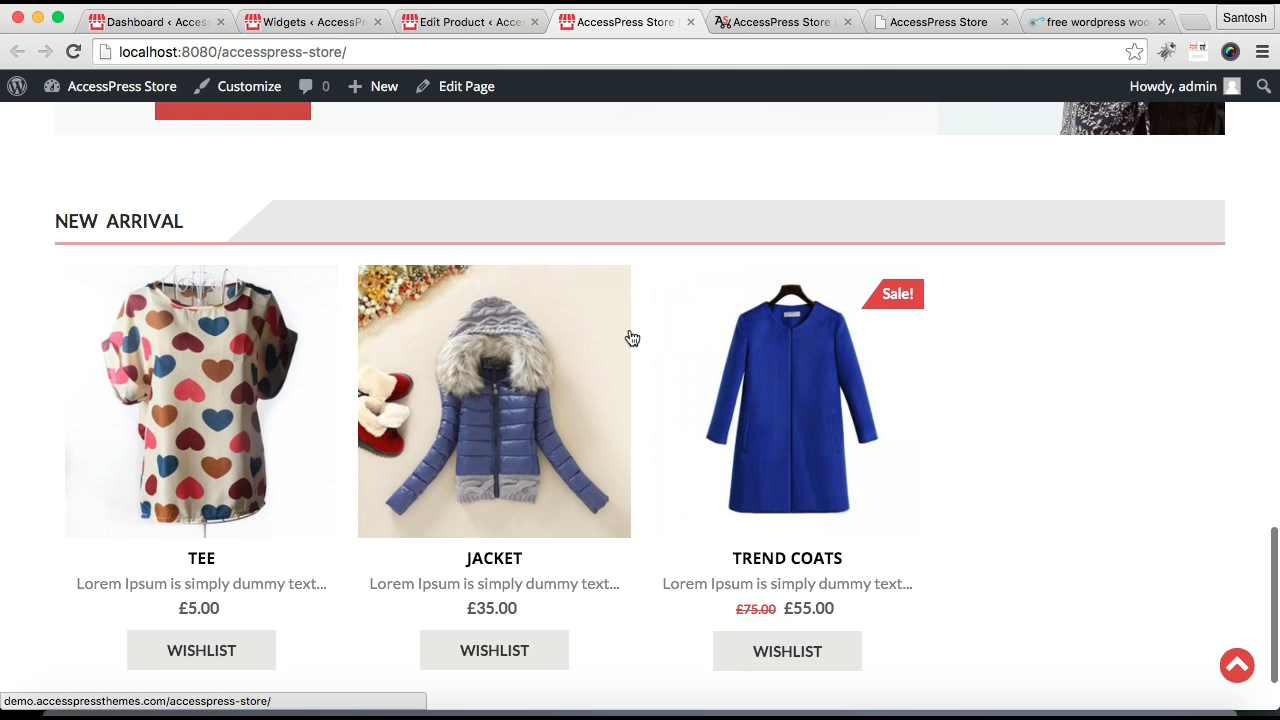 Dashboard < Access
Widgets < AccessPr
Edit Product < Acce
AccessPress Store |
AccessPress Store
AccessPress Store
free wordpress woo
Santosh
localhost:8080/accesspress-store/
AccessPress Store
Customize
0
New
Edit Page
Howdy, admin
NEW ARRIVAL
Sale!
TEE
JACKET
TREND COATS
Lorem Ipsum is simply dummy text...
Lorem Ipsum is simply dummy text...
Lorem Ipsum is simply dummy text...
£5.00
£35.00
£75.00 £55.00
WISHLIST
WISHLIST
WISHLIST
demo.accesspressthemes.com/accesspress-store/